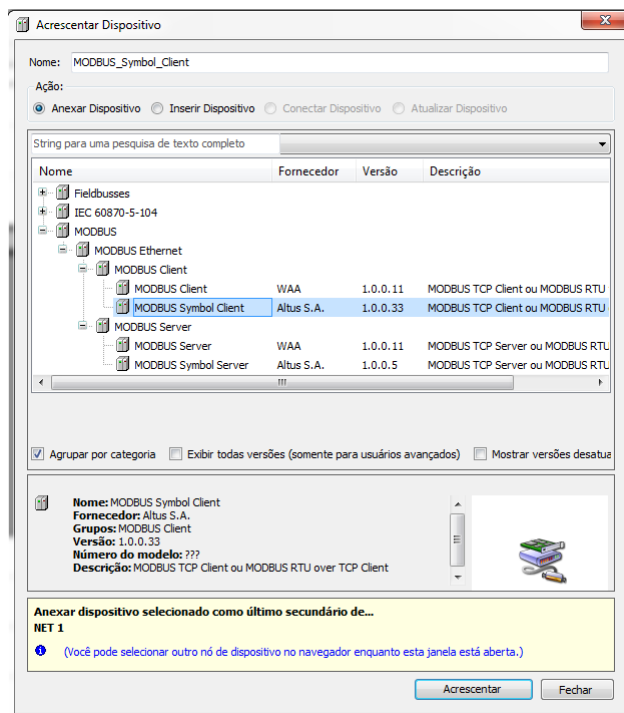 Acrescentar Dispositivo
Nome: MODBUS_Symbol_Client
Ação:
Anexar Dispositivo Inserir Dispositivo Conectar Dispositivo Atualizar Dispositivo
String para uma pesquisa de texto completo
Nome Fornecedor Versão Descrição
Fieldbusses
IEC 60870-5-104
MODBUS
MODBUS Ethernet
MODBUS Client
MODBUS Client WAA 1.0.0.11 MODBUS TCP Client ou MODBUS RTU
MODBUS Symbol Client Altus S.A. 1.0.0.33 MODBUS TCP Client ou MODBUS RTU
MODBUS Server
MODBUS Server WAA 1.0.0.11 MODBUS TCP Server ou MODBUS RTU
MODBUS Symbol Server Altus S.A. 1.0.0.5 MODBUS TCP Server ou MODBUS RTU
Agrupar por categoria Exibir todas versões (somente para usuários avançados) Mostrar versões desatua
Nome: MODBUS Symbol Client
Fornecedor: Altus S.A.
Grupos: MODBUS Client
Versão: 1.0.0.33
Número do modelo: ???
Descrição: MODBUS TCP Client ou MODBUS RTU over TCP Client
Anexar dispositivo selecionado como último secundário de...
NET 1
(Você pode selecionar outro nó de dispositivo no navegador enquanto esta janela está aberta.)
Acrescentar Fechar